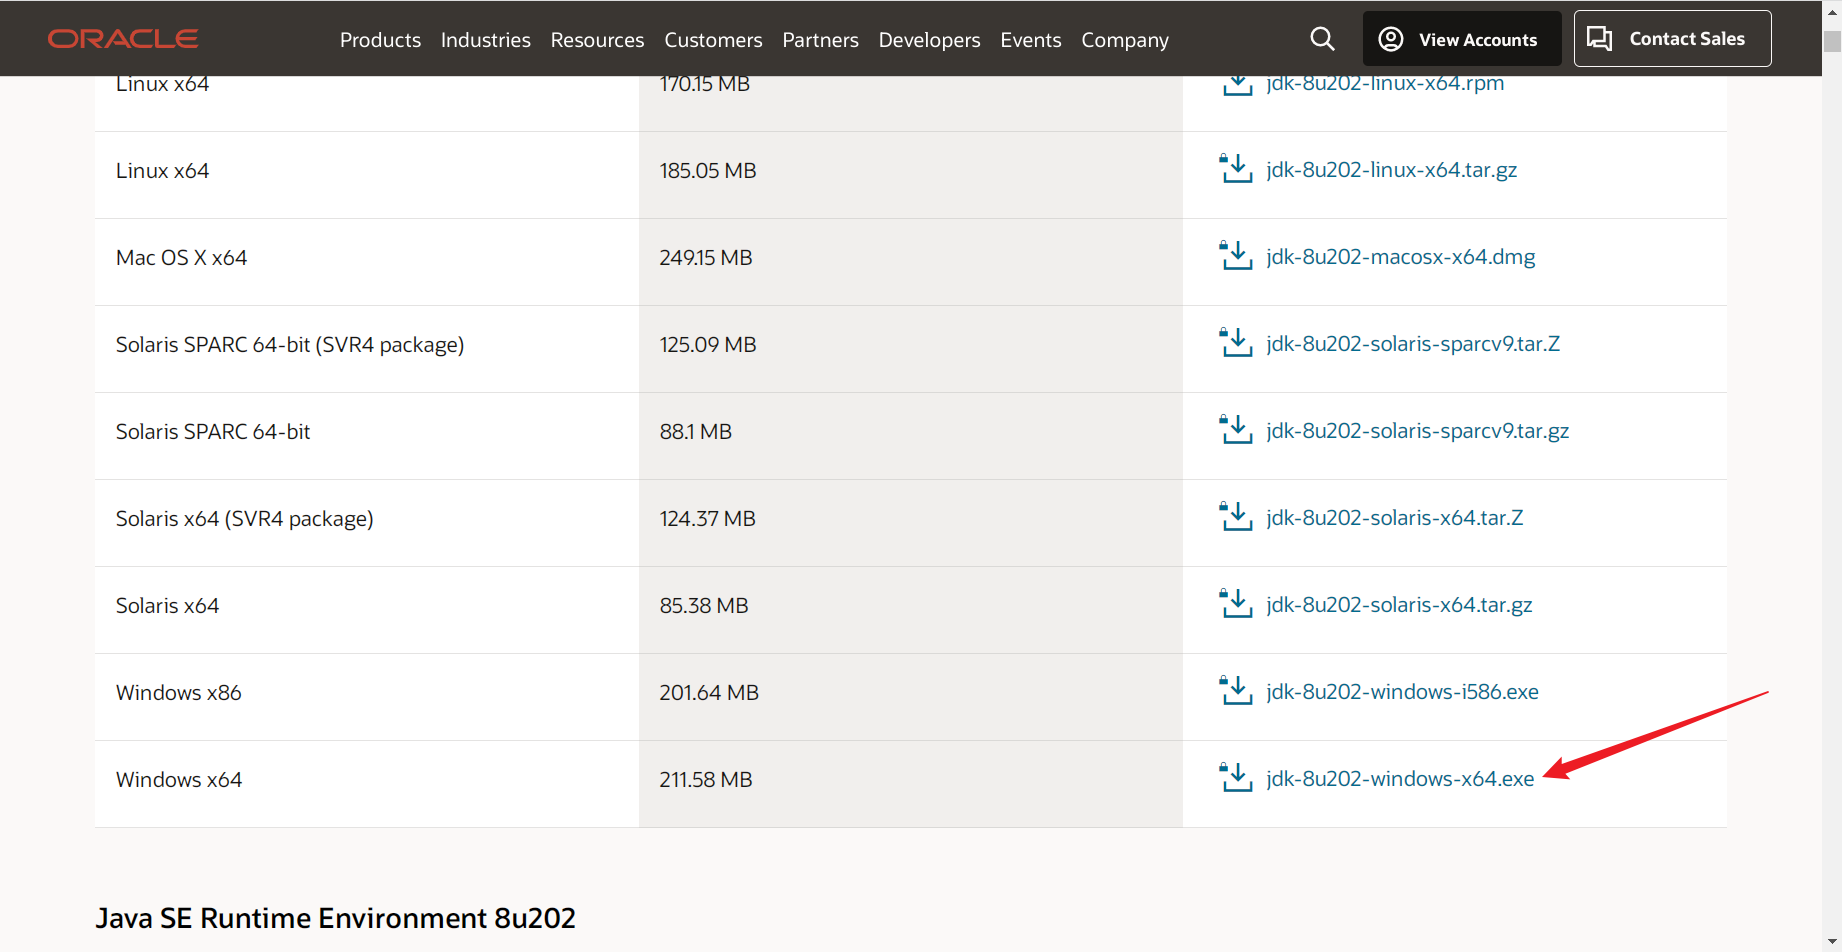 ORACLE Products Industries Resources Customers Partners Developers Events Company View Accounts Contact Sales
Linux x64 170.15 MB jdk-8u202-linux-x64.rpm
Linux x64 185.05 MB jdk-8u202-linux-x64.tar.gz
Mac OS X x64 249.15 MB jdk-8u202-macosx-x64.dmg
Solaris SPARC 64-bit (SVR4 package) 125.09 MB jdk-8u202-solaris-sparcv9.tar.Z
Solaris SPARC 64-bit 88.1 MB jdk-8u202-solaris-sparcv9.tar.gz
Solaris x64 (SVR4 package) 124.37 MB jdk-8u202-solaris-x64.tar.Z
Solaris x64 85.38 MB jdk-8u202-solaris-x64.tar.gz
Windows x86 201.64 MB jdk-8u202-windows-i586.exe
Windows x64 211.58 MB jdk-8u202-windows-x64.exe
Java SE Runtime Environment 8u202